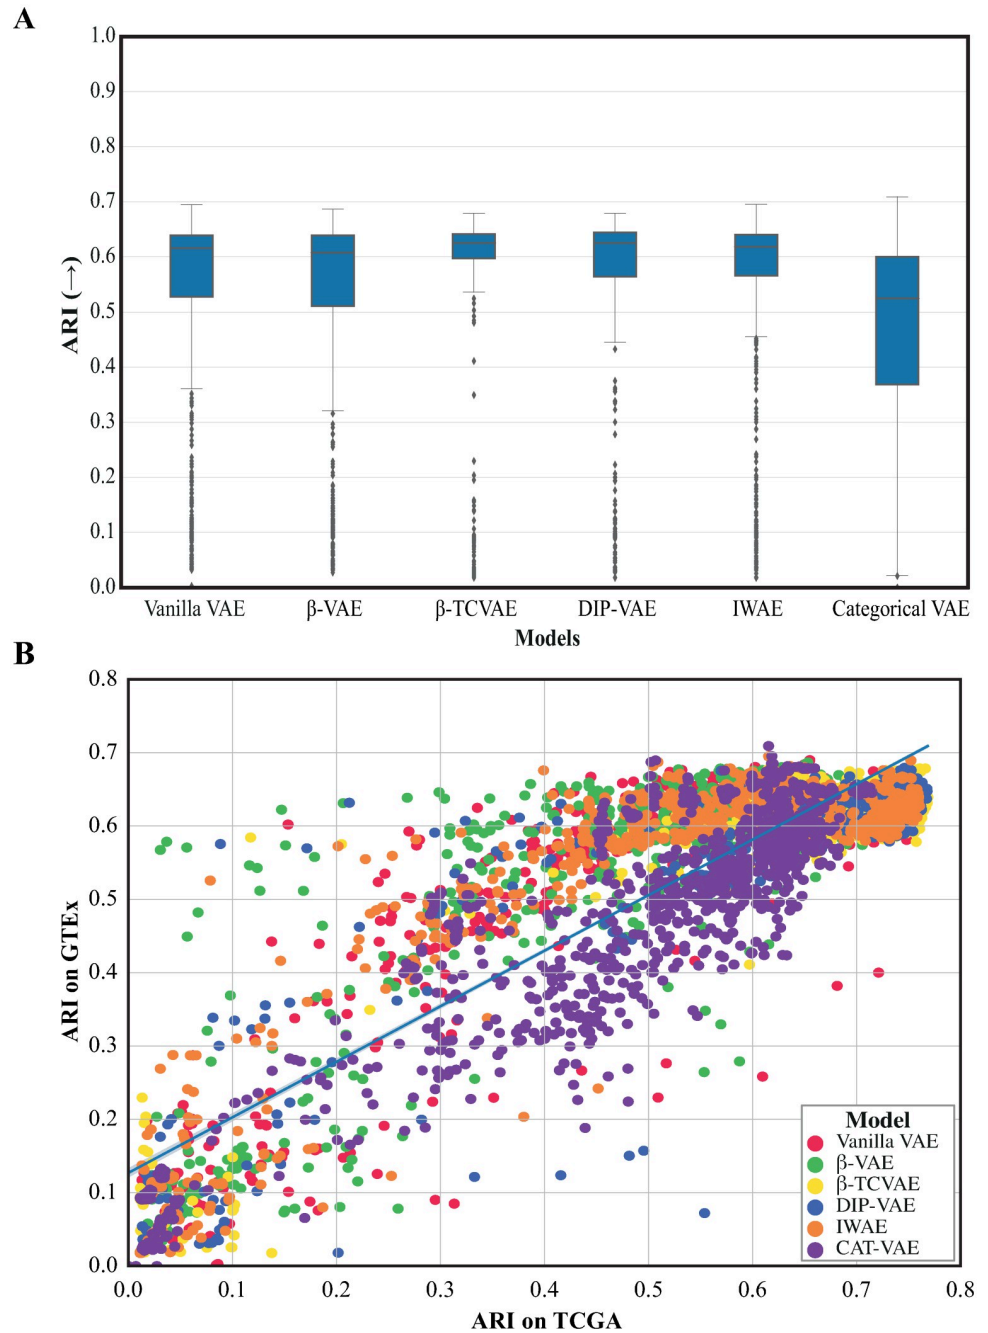 A
1.0
0.9
0.8
0.7
0.6
0.5
0.4
0.3
0.2
0.1
0.0
ARI (→)
Vanilla VAE β-VAE β-TCVAE DIP-VAE IWAE Categorical VAE
Models
B
0.8
0.7
0.6
0.5
0.4
0.3
0.2
0.1
0.0
ARI on GTEx
Model
Vanilla VAE
β-VAE
β-TCVAE
DIP-VAE
IWAE
CAT-VAE
0.0 0.1 0.2 0.3 0.4 0.5 0.6 0.7 0.8
ARI on TCGA